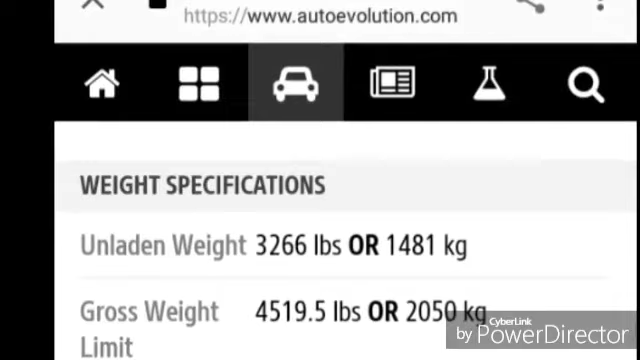 https://www.autoevolution.com
WEIGHT SPECIFICATIONS
Unladen Weight 3266 lbs OR 1481 kg
Gross Weight 4519.5 lbs OR 2050 kg
Limit
CyberLink
by PowerDirector